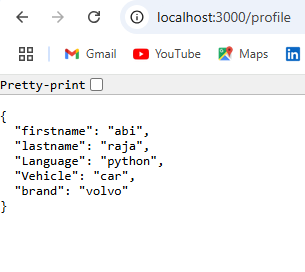 localhost:3000/profile
Gmail YouTube Maps
Pretty-print
{
  "firstname": "abi",
  "lastname": "raja",
  "Language": "python",
  "Vehicle": "car",
  "brand": "volvo"
}